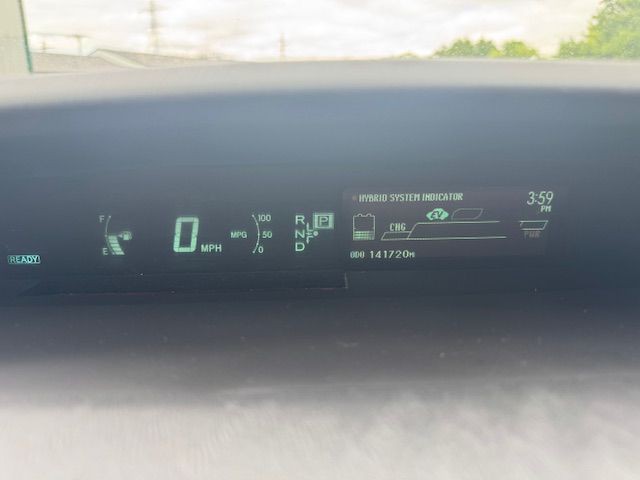 HYBRID SYSTEM INDICATOR
3:59
PM
F
E
0 MPH
100
MPG 50
0
R
N
D
P
EV
CHG
PWR
READY
ODO 141720MI